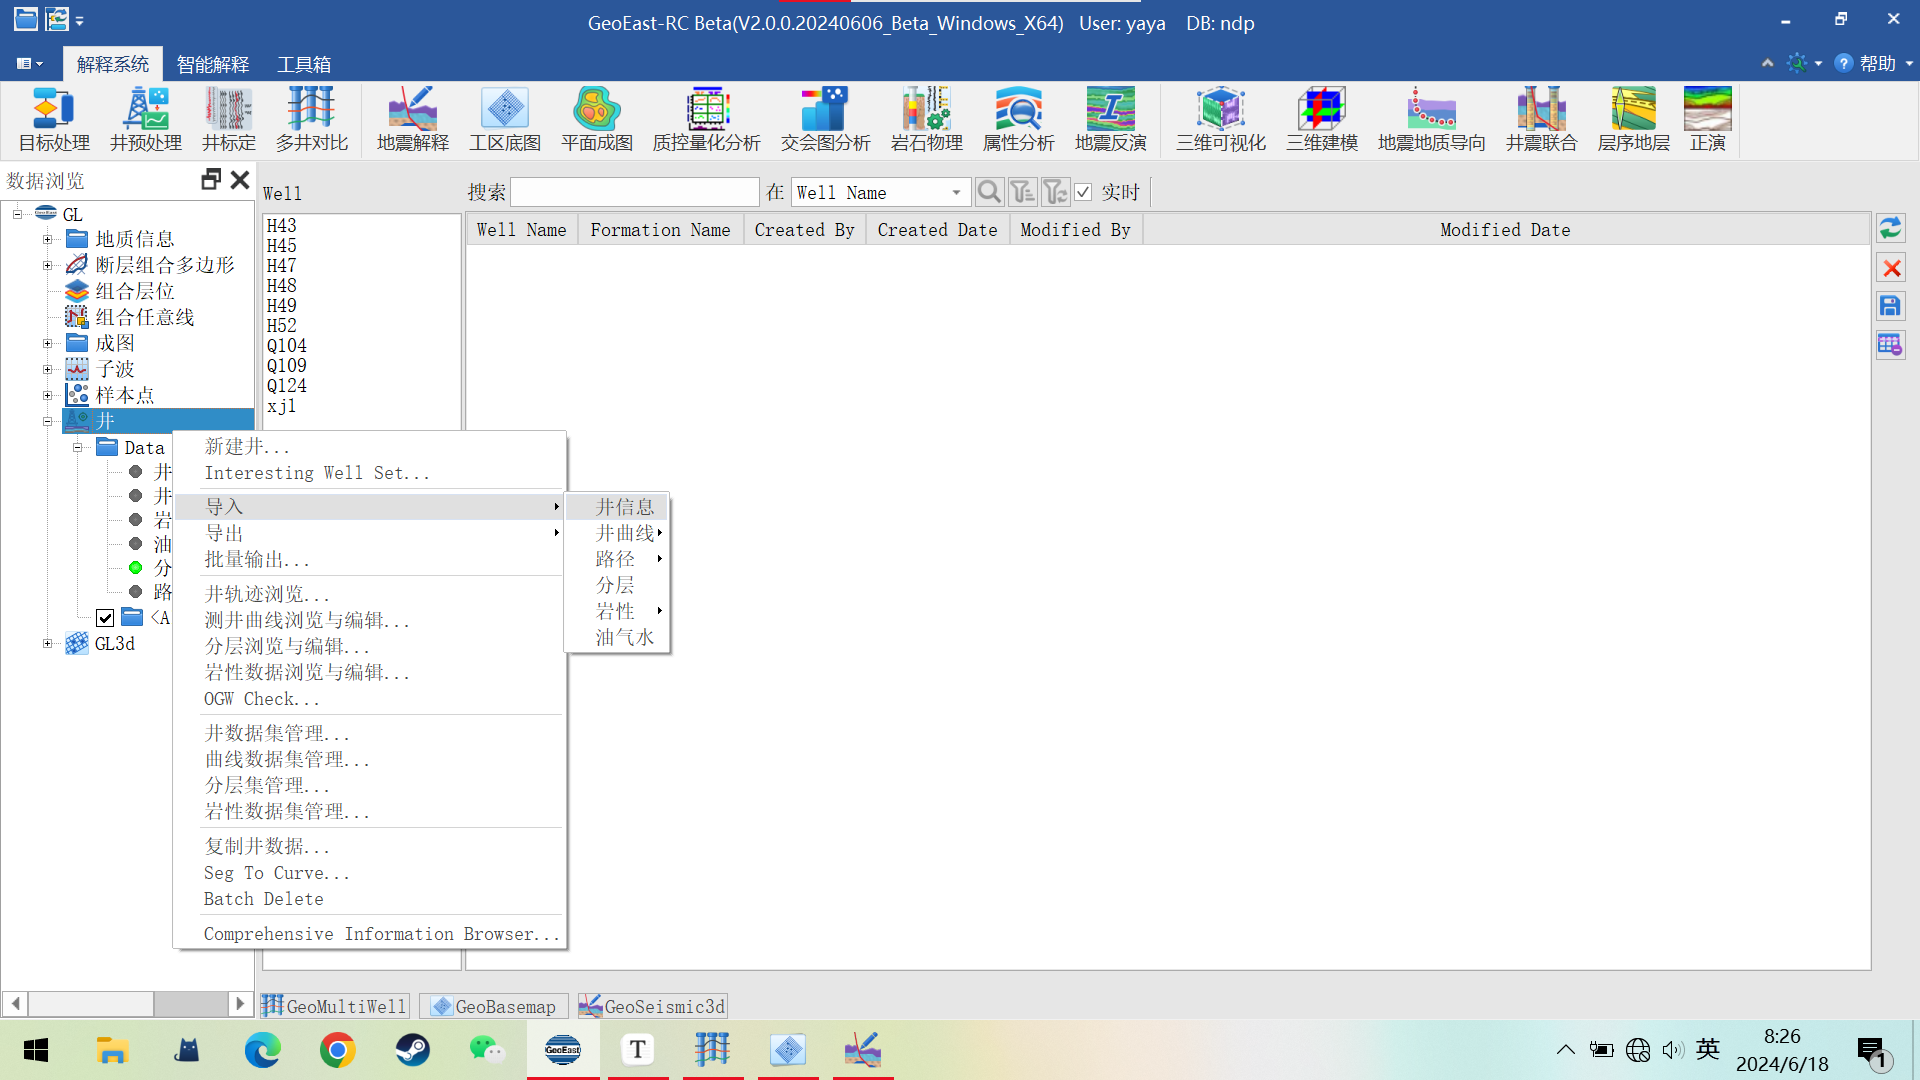 GeoEast-RC Beta(V2.0.0.20240606_Beta_Windows_X64) User: yaya DB: ndp
解释系统 智能解释 工具箱 帮助
目标处理 井预处理 井标定 多井对比 地震解释 工区底图 平面成图 质控量化分析 交会图分析 岩石物理 属性分析 地震反演 三维可视化 三维建模 地震地质导向 井震联合 层序地层 正演
数据浏览
GL
地质信息
断层组合多边形
组合层位
组合任意线
成图
子波
样本点
井
Data
井
井
岩
油
分
路
<A
GL3d
Well
H43
H45
H47
H48
H49
H52
Q104
Q109
Q124
xj1
搜索 在 Well Name 实时
Well Name Formation Name Created By Created Date Modified By Modified Date
新建井...
Interesting Well Set...
导入
导出
批量输出...
井轨迹浏览...
测井曲线浏览与编辑...
分层浏览与编辑...
岩性数据浏览与编辑...
OGW Check...
井数据集管理...
曲线数据集管理...
分层集管理...
岩性数据集管理...
复制井数据...
Seg To Curve...
Batch Delete
Comprehensive Information Browser...
井信息
井曲线
路径
分层
岩性
油气水
GeoMultiWell GeoBasemap GeoSeismic3d
GeoEast
T
英
8:26
2024/6/18
1